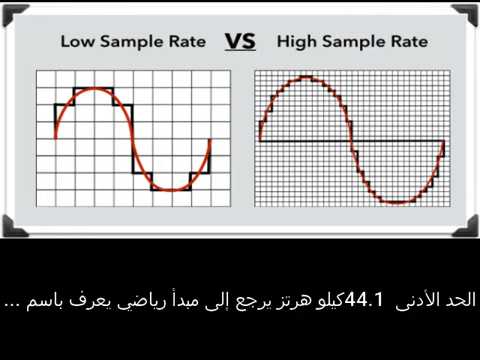 Low Sample Rate VS High Sample Rate
الحد الأدنى 44.1كيلو هرتز يرجع إلى مبدأ رياضي يعرف باسم ...